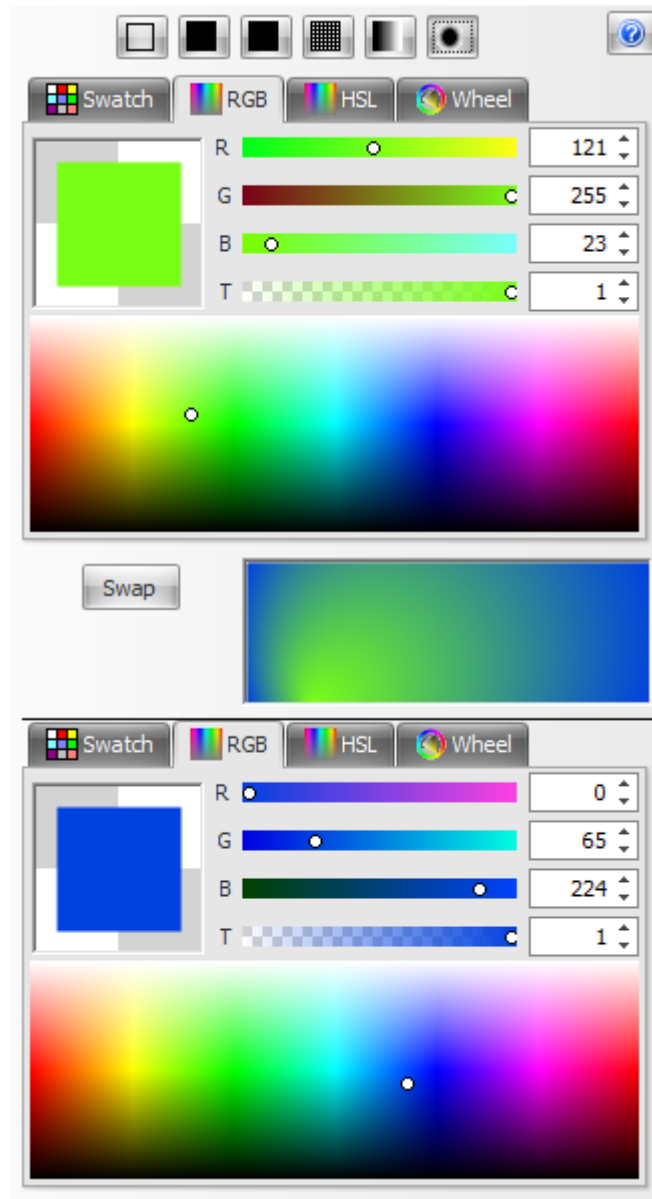 Swatch RGB HSL Wheel
R 121
G 255
B 23
T 1
Swap
Swatch RGB HSL Wheel
R 0
G 65
B 224
T 1